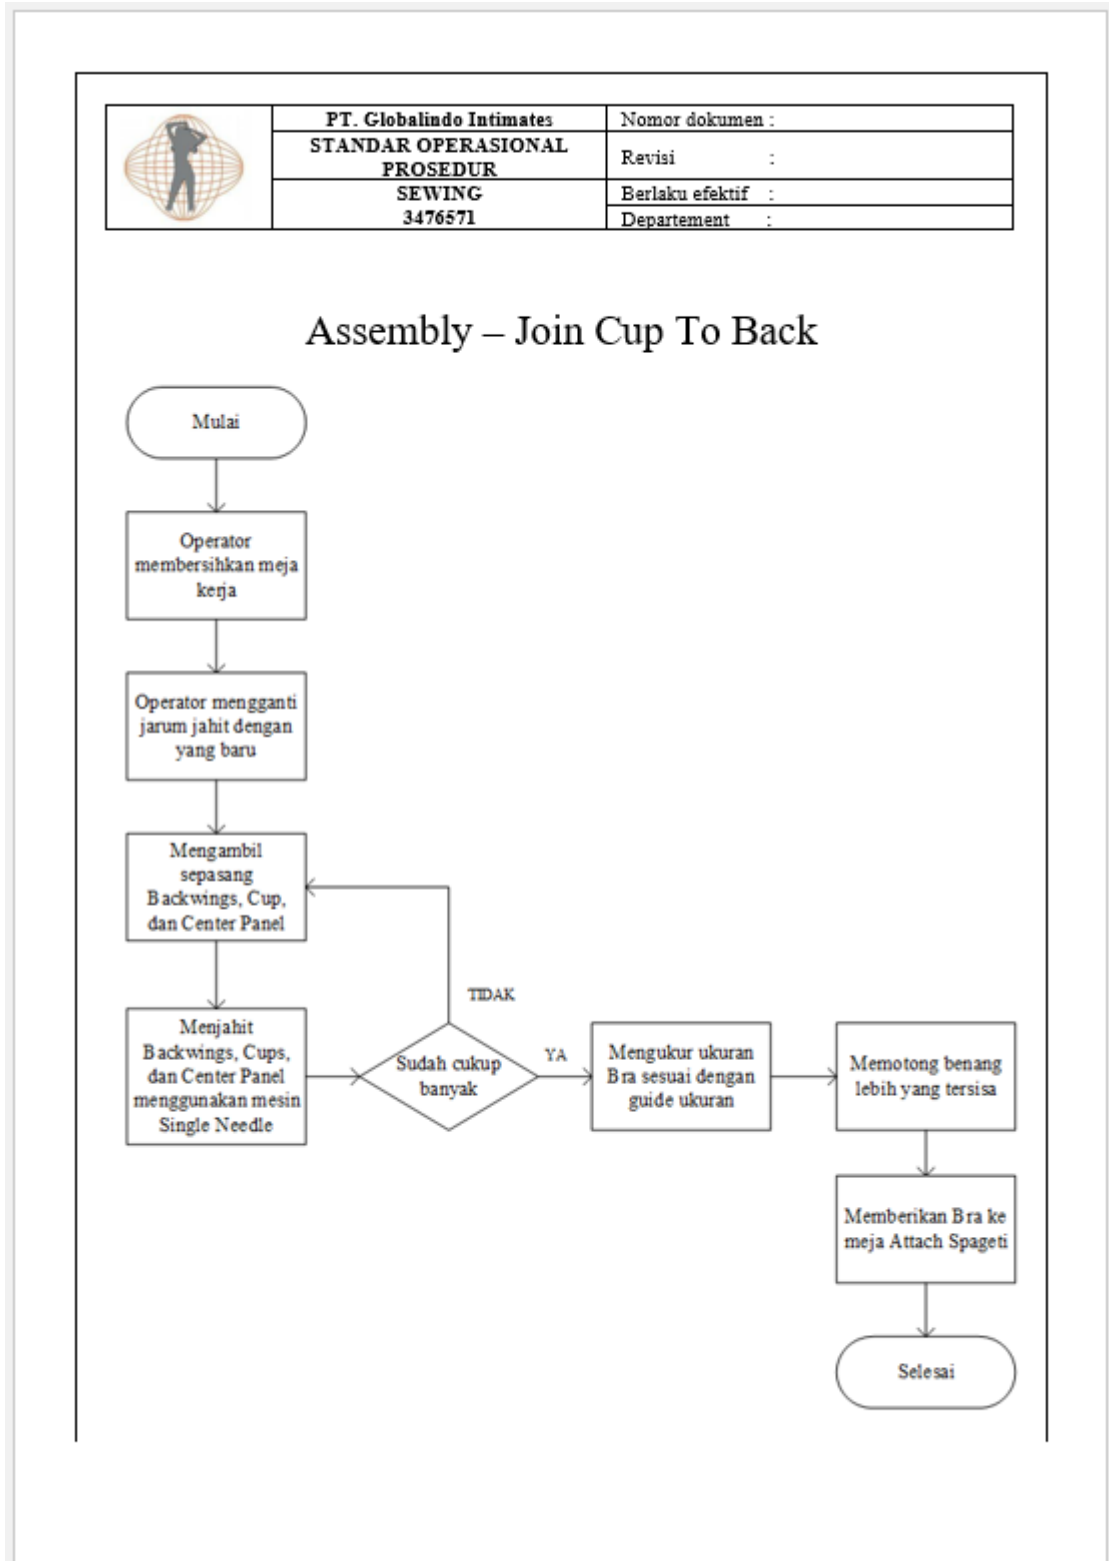 PT. Globalindo Intimates
STANDAR OPERASIONAL
PROSEDUR
SEWING
3476571
Nomor dokumen :
Revisi :
Berlaku efektif :
Departement :
Assembly – Join Cup To Back
Mulai
Operator
membersihkan meja
kerja
Operator mengganti
jarum jahit dengan
yang baru
Mengambil
sepasang
Backwings, Cup,
dan Center Panel
Menjahit
Backwings, Cups,
dan Center Panel
menggunakan mesin
Single Needle
Sudah cukup
banyak
TIDAK
YA
Mengukur ukuran
Bra sesuai dengan
guide ukuran
Memotong benang
lebih yang tersisa
Memberikan Bra ke
meja Attach Spageti
Selesai